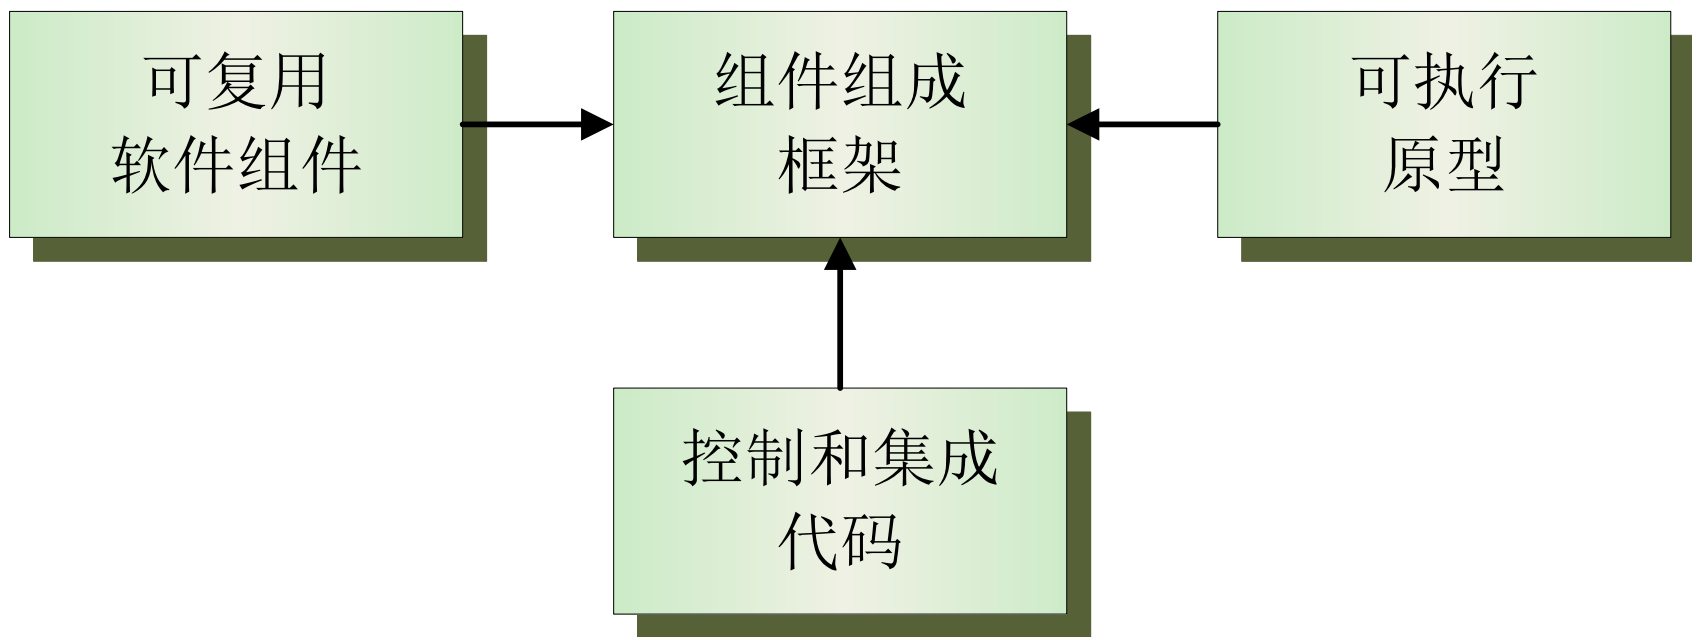 可复用
软件组件
组件组成
框架
可执行
原型
控制和集成
代码